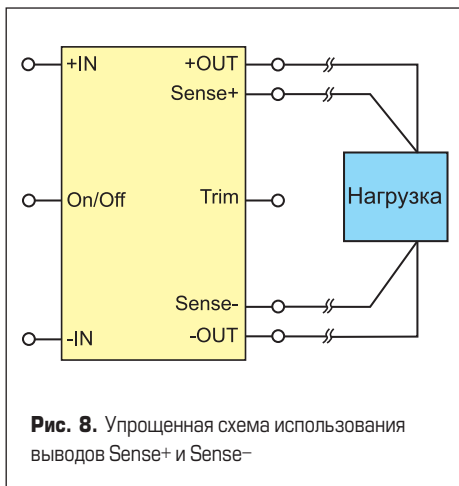 +IN
+OUT
Sense+
On/Off
Trim
Нагрузка
Sense-
-IN
-OUT
Рис. 8. Упрощенная схема использования
выводов Sense+ и Sense–